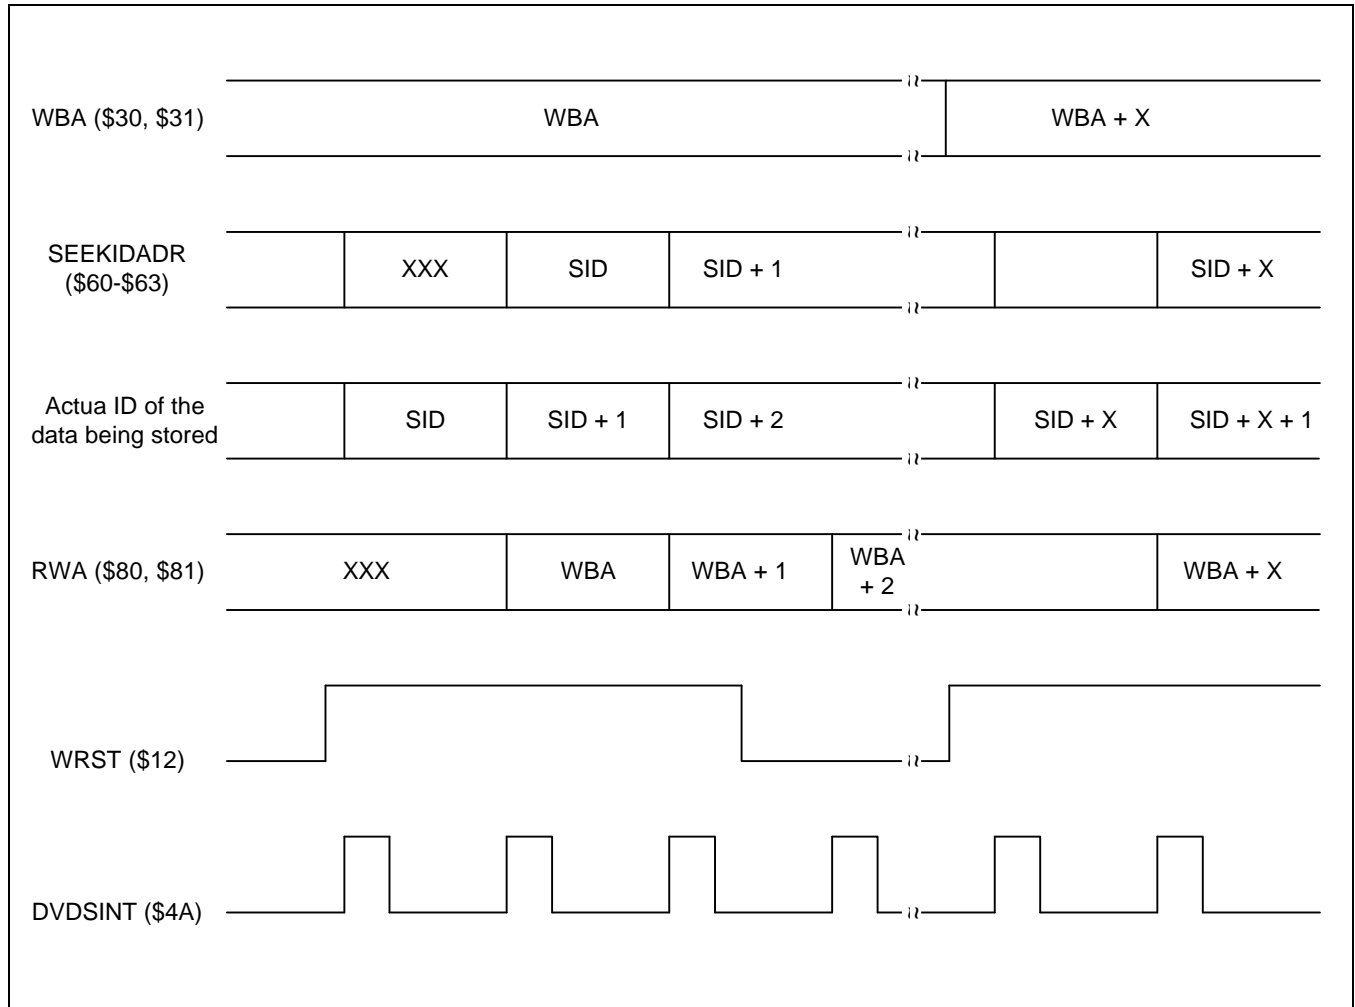 WBA ($30, $31)
WBA
WBA + X
SEEKIDADR
($60-$63)
XXX
SID
SID + 1
SID + X
Actua ID of the
data being stored
SID
SID + 1
SID + 2
SID + X
SID + X + 1
RWA ($80, $81)
XXX
WBA
WBA + 1
WBA
+ 2
WBA + X
WRST ($12)
DVDSINT ($4A)